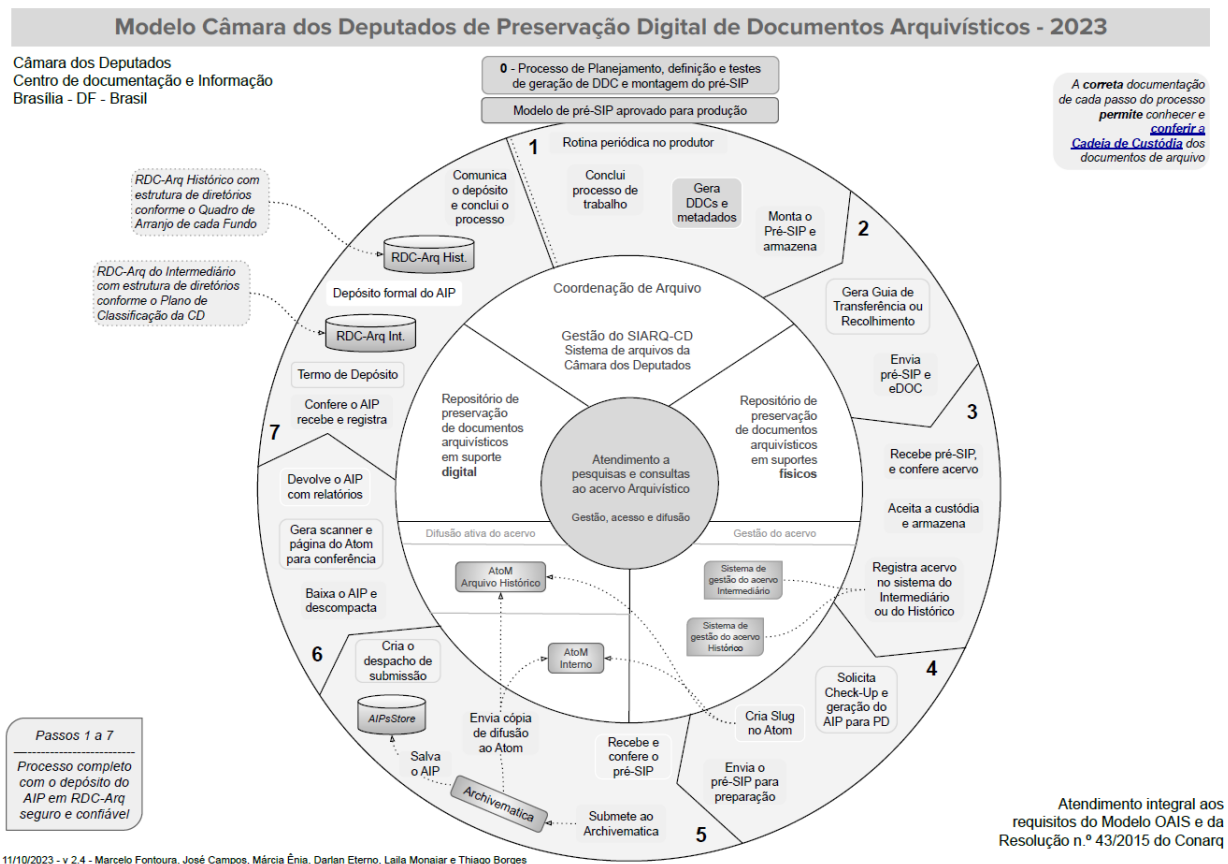 Modelo Câmara dos Deputados de Preservação Digital de Documentos Arquivísticos - 2023
Câmara dos Deputados
Centro de documentação e Informação
Brasília - DF - Brasil
0 - Processo de Planejamento, definição e testes
de geração de DDC e montagem do pré-SIP
Modelo de pré-SIP aprovado para produção
A correta documentação
de cada passo do processo
permite conhecer e
conferir a
Cadeia de Custódia dos
documentos de arquivo
1
Rotina periódica no produtor
Conclui
processo de
trabalho
Gera
DDCs e
metadados
Monta o
Pré-SIP e
armazena
2
Gera Guia de
Transferência ou
Recolhimento
Envia
pré-SIP e
eDOC
3
Recebe pré-SIP,
e confere acervo
Aceita a custódia
e armazena
Registra acervo
no sistema do
Intermediário
ou do Histórico
4
Solicita
Check-Up e
geração do
AIP para PD
Cria Slug
no Atom
Envia o
pré-SIP para
preparação
5
Recebe e
confere o
pré-SIP
Submete ao
Archivematica
Archivematica
Envia cópia
de difusão
ao Atom
Salva
o AIP
AIPsStore
Cria o
despacho de
submissão
6
Baixa o AIP e
descompacta
Gera scanner e
página do Atom
para conferência
Devolve o AIP
com relatórios
7
Confere o AIP
recebe e registra
Termo de Depósito
RDC-Arq Int.
Depósito formal do AIP
RDC-Arq Hist.
Comunica
o depósito
e conclui o
processo
RDC-Arq Histórico com
estrutura de diretórios
conforme o Quadro de
Arranjo de cada Fundo
RDC-Arq do Intermediário
com estrutura de diretórios
conforme o Plano de
Classificação da CD
Coordenação de Arquivo
Gestão do SIARQ-CD
Sistema de arquivos da
Câmara dos Deputados
Repositório de
preservação
de documentos
arquivísticos
em suporte
digital
Repositório de
preservação
de documentos
arquivísticos
em suportes
físicos
Atendimento a
pesquisas e consultas
ao acervo Arquivístico
Gestão, acesso e difusão
Difusão ativa do acervo
Gestão do acervo
AtoM
Arquivo Histórico
AtoM
Interno
Sistema de
gestão do acervo
Intermediário
Sistema de
gestão do acervo
Histórico
Passos 1 a 7
Processo completo
com o depósito do
AIP em RDC-Arq
seguro e confiável
Atendimento integral aos
requisitos do Modelo OAIS e da
Resolução n.º 43/2015 do Conarq
11/10/2023 - v 2.4 - Marcelo Fontoura, José Campos, Márcia Ênia, Darlan Eterno, Laila Monaiar e Thiago Borges